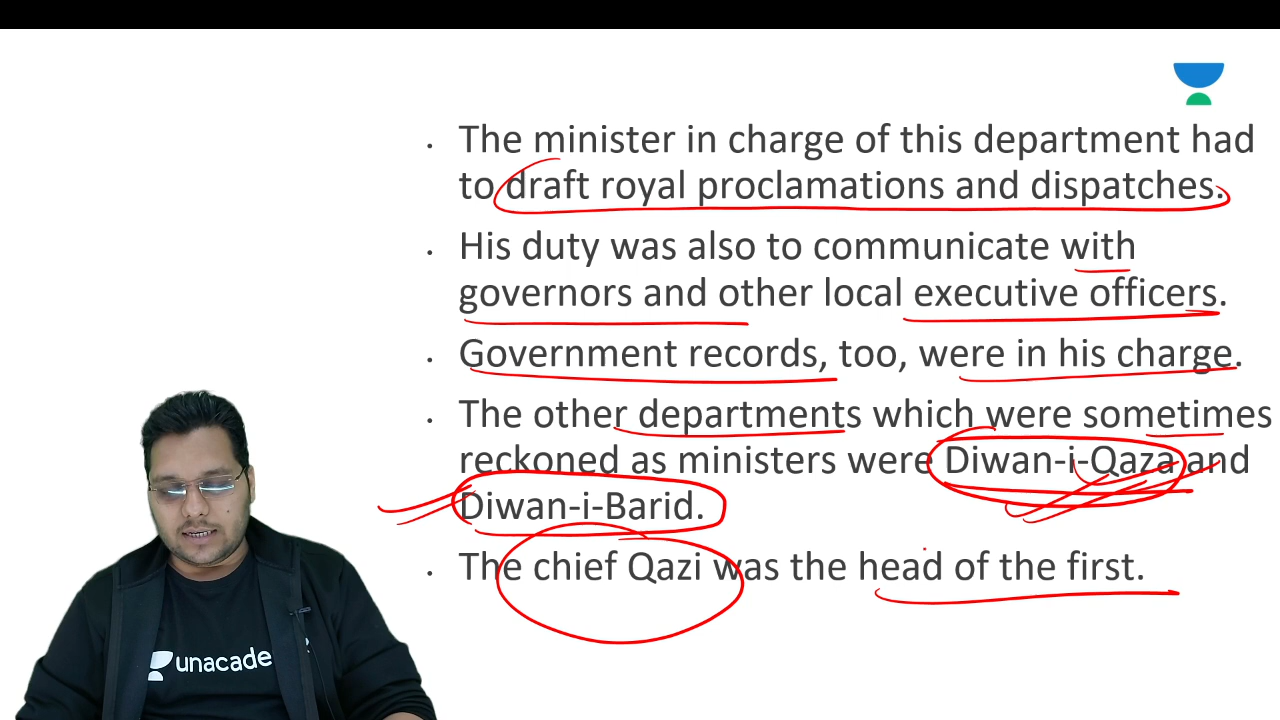 • The minister in charge of this department had
to draft royal proclamations and dispatches.
• His duty was also to communicate with
governors and other local executive officers.
• Government records, too, were in his charge.
• The other departments which were sometimes
reckoned as ministers were Diwan-i-Qaza and
Diwan-i-Barid.
• The chief Qazi was the head of the first.
unacade